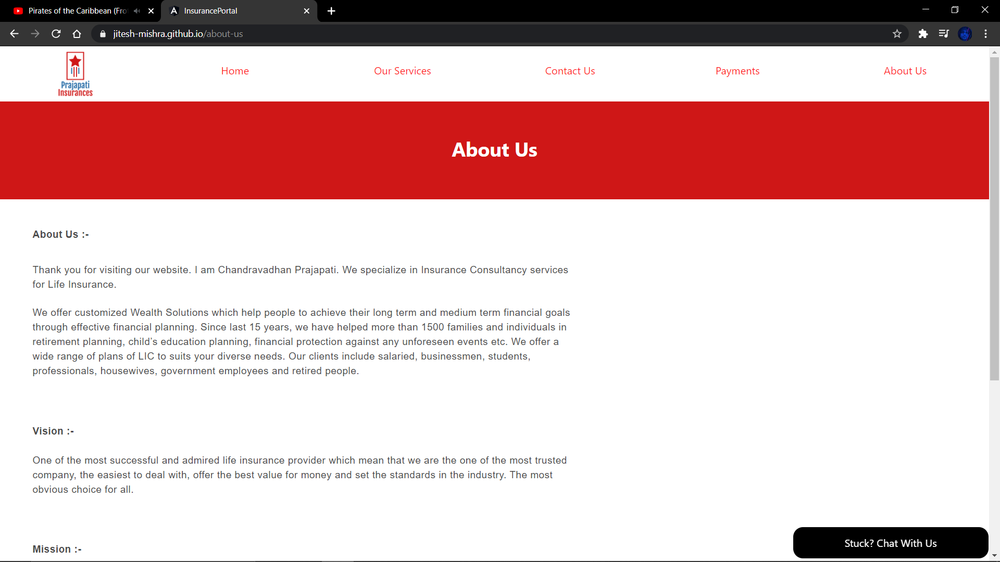 Pirates of the Caribbean (Fro
InsurancePortal
jitesh-mishra.github.io/about-us
Prajapati
Insurances
Home
Our Services
Contact Us
Payments
About Us
About Us
About Us :-
Thank you for visiting our website. I am Chandravadhan Prajapati. We specialize in Insurance Consultancy services
for Life Insurance.
We offer customized Wealth Solutions which help people to achieve their long term and medium term financial goals
through effective financial planning. Since last 15 years, we have helped more than 1500 families and individuals in
retirement planning, child’s education planning, financial protection against any unforeseen events etc. We offer a
wide range of plans of LIC to suits your diverse needs. Our clients include salaried, businessmen, students,
professionals, housewives, government employees and retired people.
Vision :-
One of the most successful and admired life insurance provider which mean that we are the one of the most trusted
company, the easiest to deal with, offer the best value for money and set the standards in the industry. The most
obvious choice for all.
Mission :-
Stuck? Chat With Us